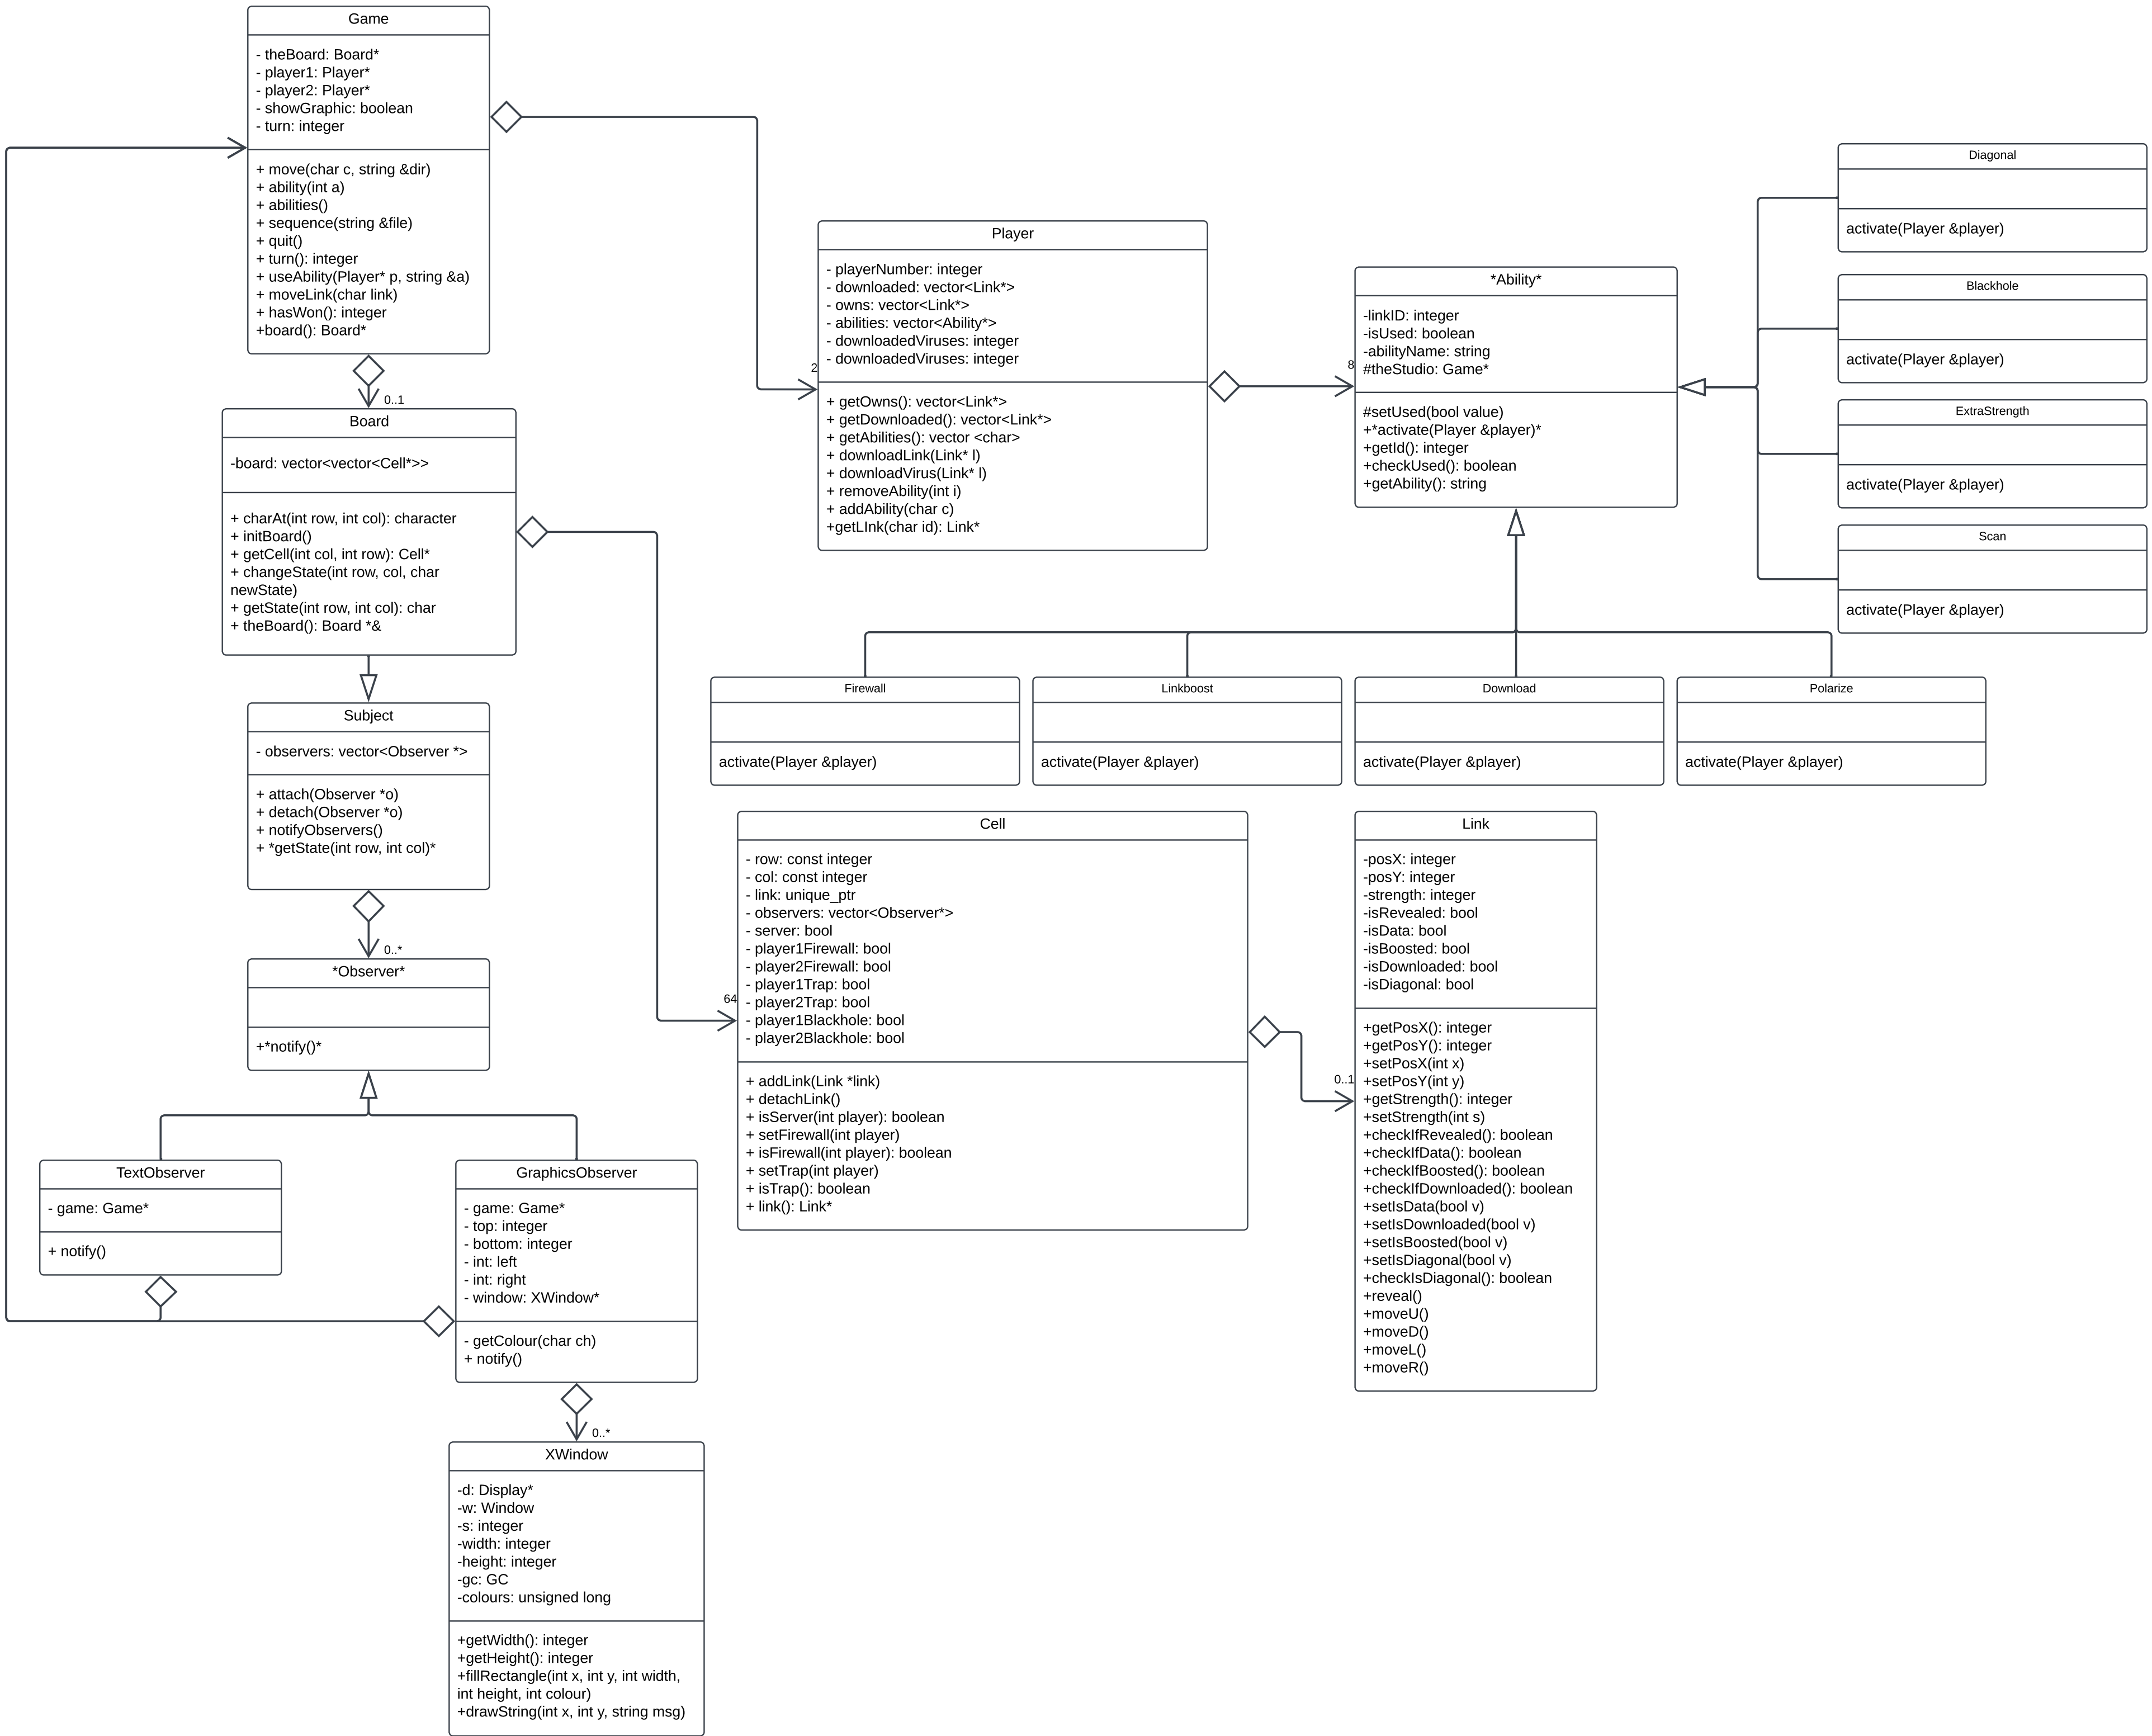 Game
- theBoard: Board*
- player1: Player*
- player2: Player*
- showGraphic: boolean
- turn: integer
+ move(char c, string &dir)
+ ability(int a)
+ abilities()
+ sequence(string &file)
+ quit()
+ turn(): integer
+ useAbility(Player* p, string &a)
+ moveLink(char link)
+ hasWon(): integer
+board(): Board*
0..1
Board
-board: vector<vector<Cell*>>
+ charAt(int row, int col): character
+ initBoard()
+ getCell(int col, int row): Cell*
+ changeState(int row, col, char
newState)
+ getState(int row, int col): char
+ theBoard(): Board *&
Subject
- observers: vector<Observer *>
+ attach(Observer *o)
+ detach(Observer *o)
+ notifyObservers()
+ *getState(int row, int col)*
0..*
*Observer*
+*notify()*
TextObserver
- game: Game*
+ notify()
GraphicsObserver
- game: Game*
- top: integer
- bottom: integer
- int: left
- int: right
- window: XWindow*
- getColour(char ch)
+ notify()
0..*
XWindow
-d: Display*
-w: Window
-s: integer
-width: integer
-height: integer
-gc: GC
-colours: unsigned long
+getWidth(): integer
+getHeight(): integer
+fillRectangle(int x, int y, int width,
int height, int colour)
+drawString(int x, int y, string msg)
2
Player
- playerNumber: integer
- downloaded: vector<Link*>
- owns: vector<Link*>
- abilities: vector<Ability*>
- downloadedViruses: integer
- downloadedViruses: integer
+ getOwns(): vector<Link*>
+ getDownloaded(): vector<Link*>
+ getAbilities(): vector <char>
+ downloadLink(Link* l)
+ downloadVirus(Link* l)
+ removeAbility(int i)
+ addAbility(char c)
+getLInk(char id): Link*
8
*Ability*
-linkID: integer
-isUsed: boolean
-abilityName: string
#theStudio: Game*
#setUsed(bool value)
+*activate(Player &player)*
+getId(): integer
+checkUsed(): boolean
+getAbility(): string
Diagonal
activate(Player &player)
Blackhole
activate(Player &player)
ExtraStrength
activate(Player &player)
Scan
activate(Player &player)
Firewall
activate(Player &player)
Linkboost
activate(Player &player)
Download
activate(Player &player)
Polarize
activate(Player &player)
64
Cell
- row: const integer
- col: const integer
- link: unique_ptr
- observers: vector<Observer*>
- server: bool
- player1Firewall: bool
- player2Firewall: bool
- player1Trap: bool
- player2Trap: bool
- player1Blackhole: bool
- player2Blackhole: bool
+ addLink(Link *link)
+ detachLink()
+ isServer(int player): boolean
+ setFirewall(int player)
+ isFirewall(int player): boolean
+ setTrap(int player)
+ isTrap(): boolean
+ link(): Link*
0..1
Link
-posX: integer
-posY: integer
-strength: integer
-isRevealed: bool
-isData: bool
-isBoosted: bool
-isDownloaded: bool
-isDiagonal: bool
+getPosX(): integer
+getPosY(): integer
+setPosX(int x)
+setPosY(int y)
+getStrength(): integer
+setStrength(int s)
+checkIfRevealed(): boolean
+checkIfData(): boolean
+checkIfBoosted(): boolean
+checkIfDownloaded(): boolean
+setIsData(bool v)
+setIsDownloaded(bool v)
+setIsBoosted(bool v)
+setIsDiagonal(bool v)
+checkIsDiagonal(): boolean
+reveal()
+moveU()
+moveD()
+moveL()
+moveR()